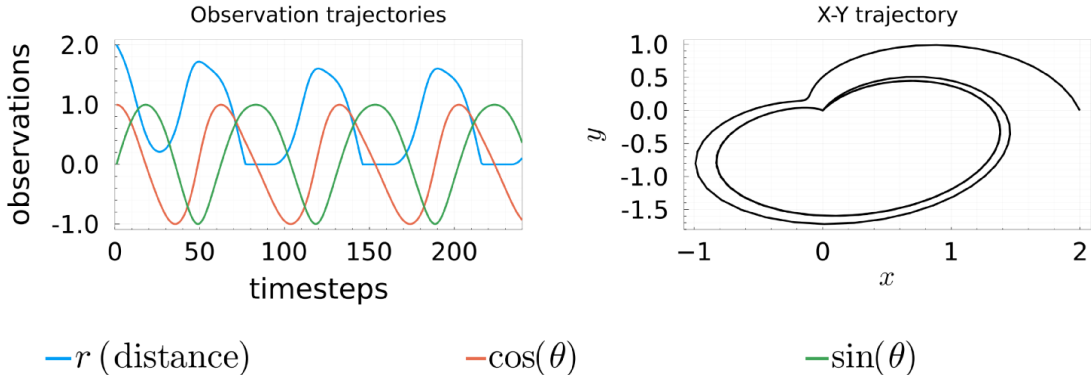 Observation trajectories
observations
2.0
1.0
0.0
-1.0
0 50 100 150 200
timesteps
X-Y trajectory
y
1.0
0.5
0.0
-0.5
-1.0
-1.5
−1 0 1 2
x
r (distance) cos(θ) sin(θ)